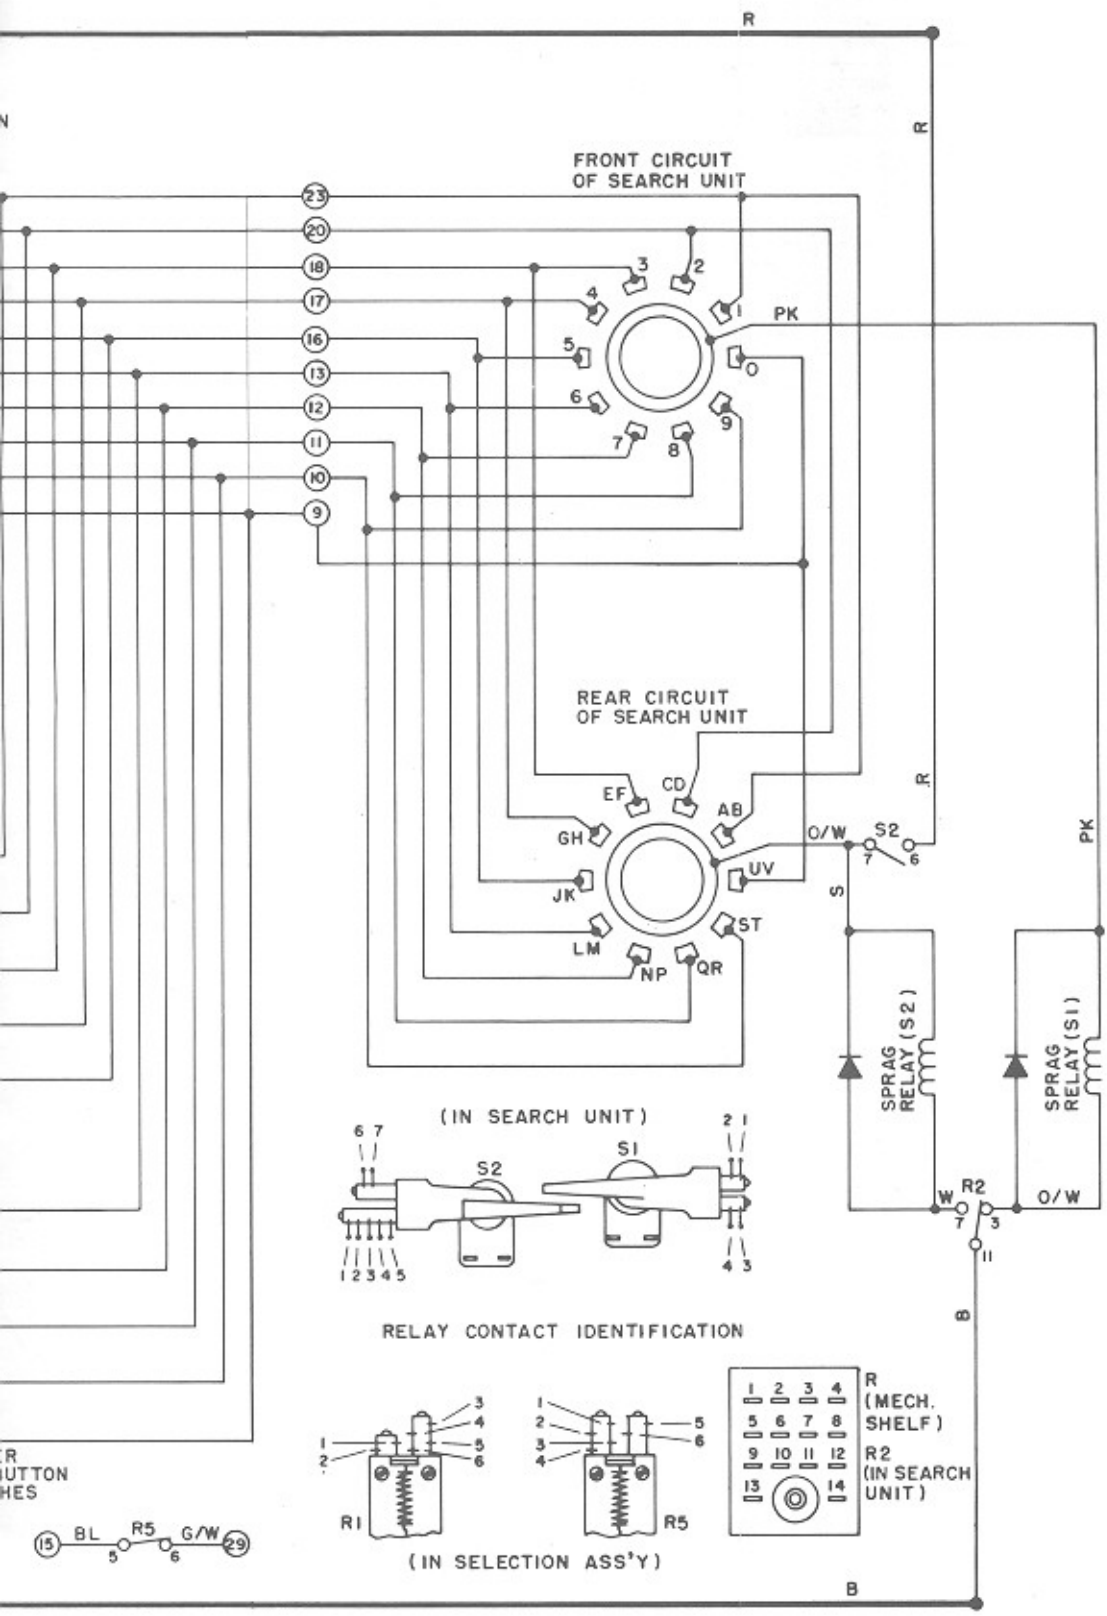 R
N
R
FRONT CIRCUIT
OF SEARCH UNIT
23
20
18
17
16
13
12
11
10
9
3
2
4
1
5
0
6
9
7
8
PK
REAR CIRCUIT
OF SEARCH UNIT
R
EF
CD
AB
GH
UV
JK
ST
LM
NP
QR
O/W
S2
7
6
PK
S
SPRAG
RELAY (S2)
SPRAG
RELAY (S1)
(IN SEARCH UNIT)
6 7
S2
S1
2 1
1 2 3 4 5
4 3
W
R2
O/W
7
3
11
B
RELAY CONTACT IDENTIFICATION
1
2
3
4
5
6
R1
1
2
3
4
5
6
R5
(IN SELECTION ASS'Y)
1 2 3 4
5 6 7 8
9 10 11 12
13 14
R
(MECH.
SHELF)
R2
(IN SEARCH
UNIT)
ER
BUTTON
HES
15 BL R5 G/W 29
5 6
B